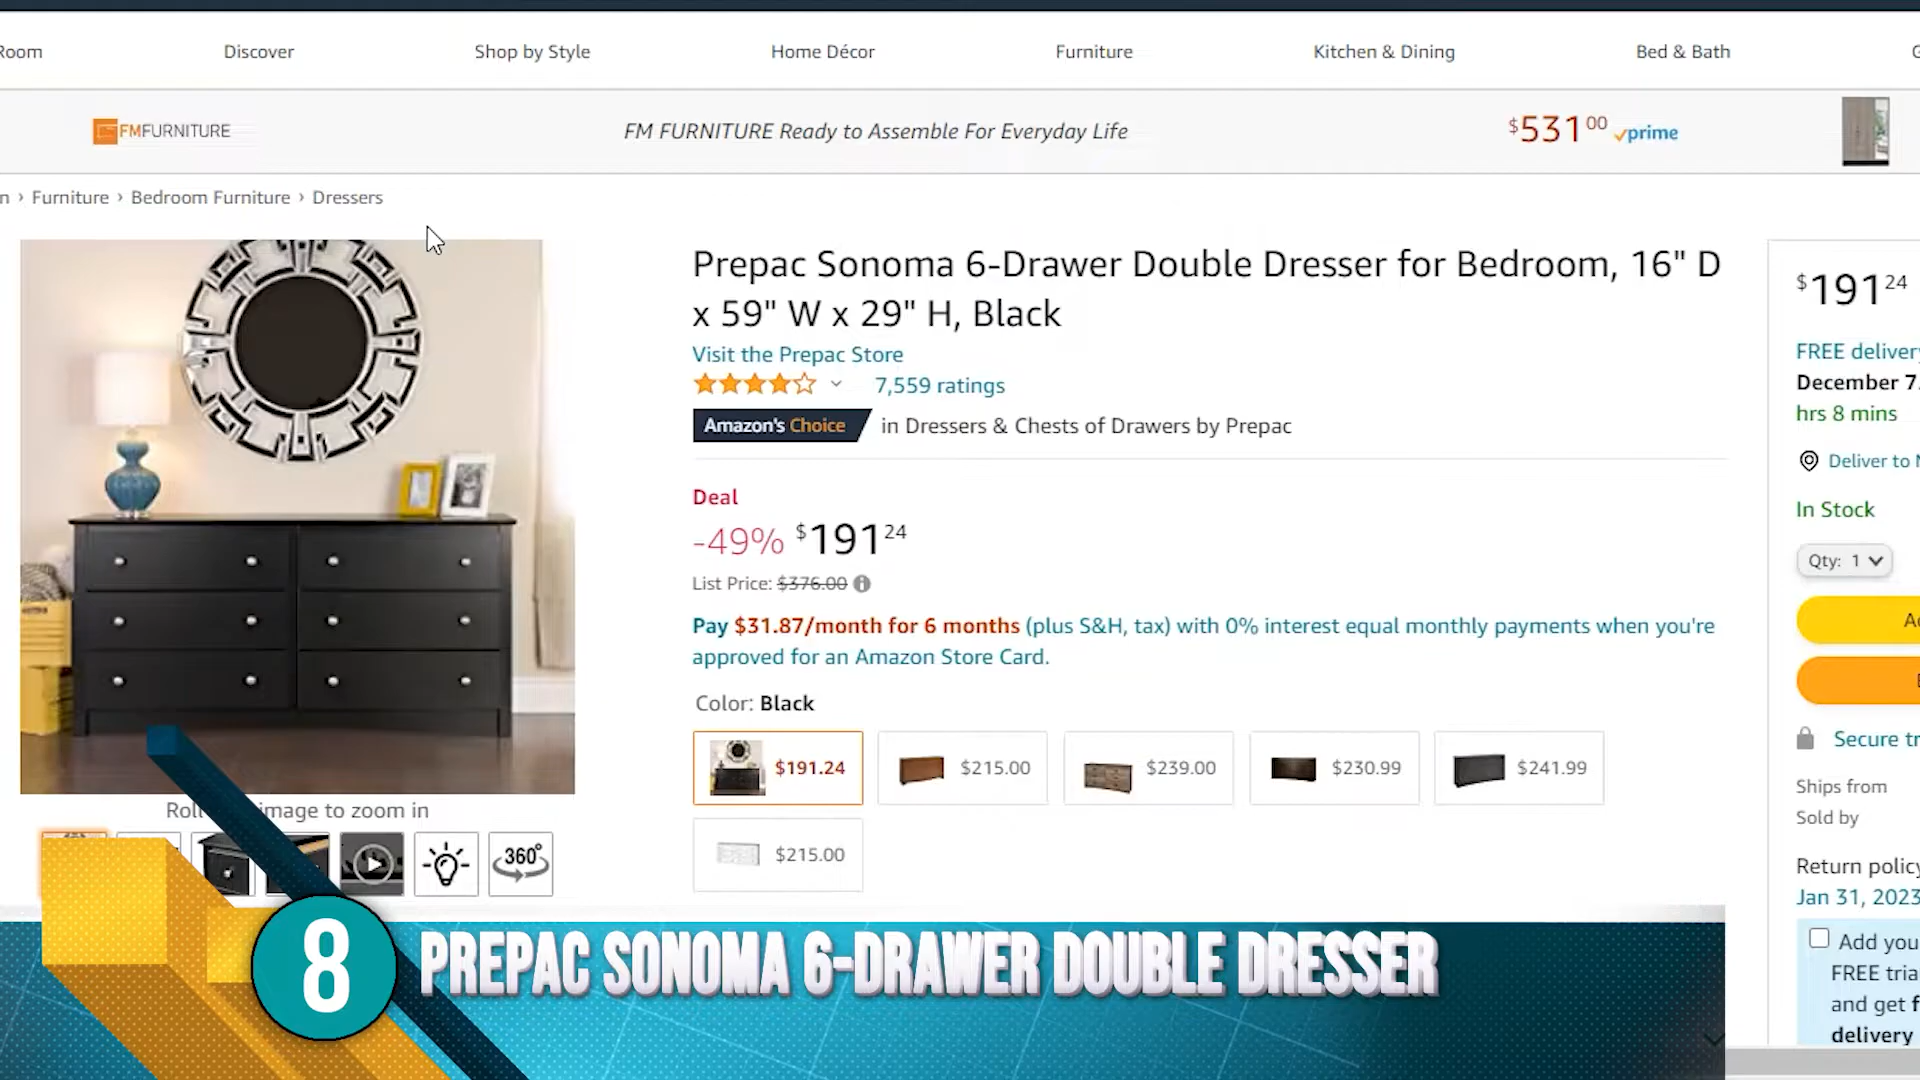 Room Discover Shop by Style Home Décor Furniture Kitchen & Dining Bed & Bath
FMFURNITURE FM FURNITURE Ready to Assemble For Everyday Life $531 00 prime
› Furniture › Bedroom Furniture › Dressers
Prepac Sonoma 6-Drawer Double Dresser for Bedroom, 16" D
x 59" W x 29" H, Black
Visit the Prepac Store
7,559 ratings
Amazon's Choice in Dressers & Chests of Drawers by Prepac
Deal
-49% $191 24
List Price: $376.00
Pay $31.87/month for 6 months (plus S&H, tax) with 0% interest equal monthly payments when you're
approved for an Amazon Store Card.
Color: Black
$191.24 $215.00 $239.00 $230.99 $241.99
$215.00
Roll image to zoom in
360°
$191 24
FREE delivery
December 7
hrs 8 mins
Deliver to
In Stock
Qty: 1
Secure
Ships from
Sold by
Return policy
Jan 31, 2023
Add you
FREE tria
and get
delivery
8 PREPAC SONOMA 6-DRAWER DOUBLE DRESSER